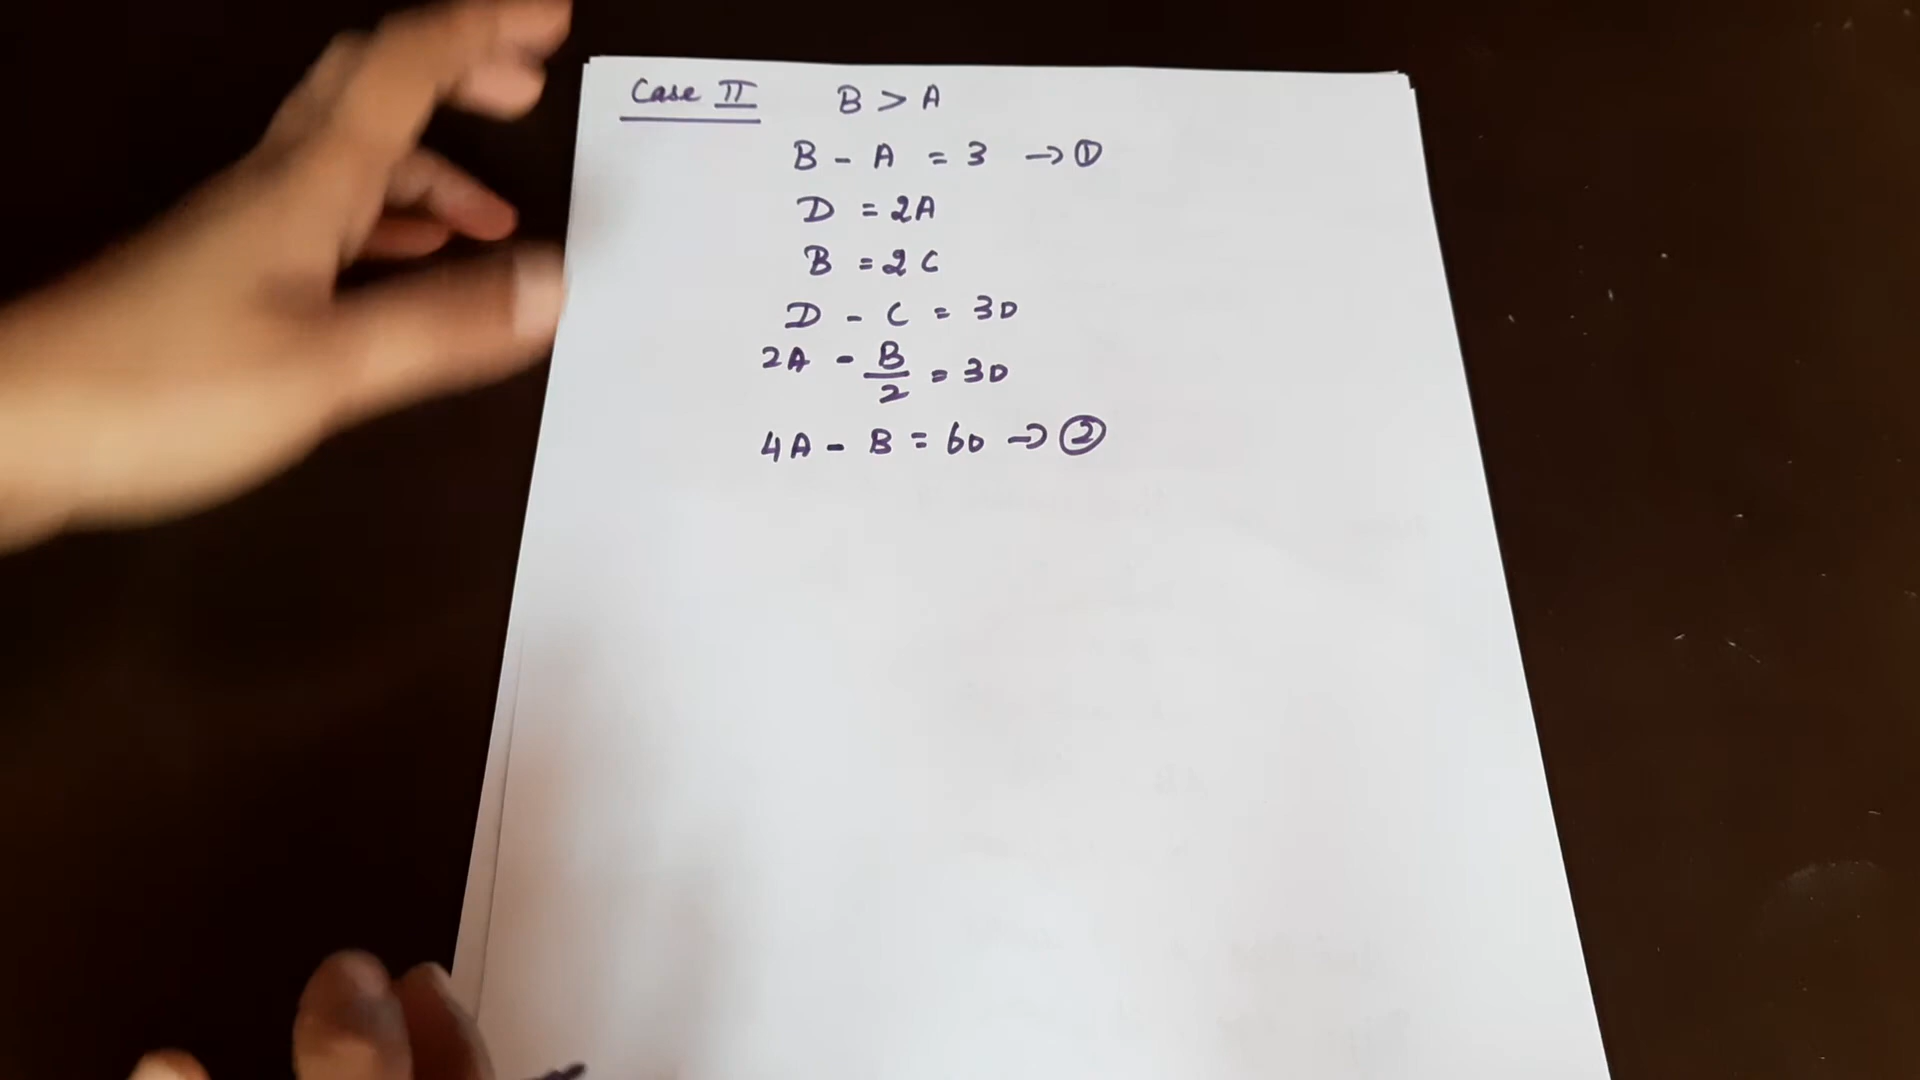 Case II B > A
B - A = 3 → ①
D = 2A
B = 2C
D - C = 30
2A - B/2 = 30
4A - B = 60 → ②